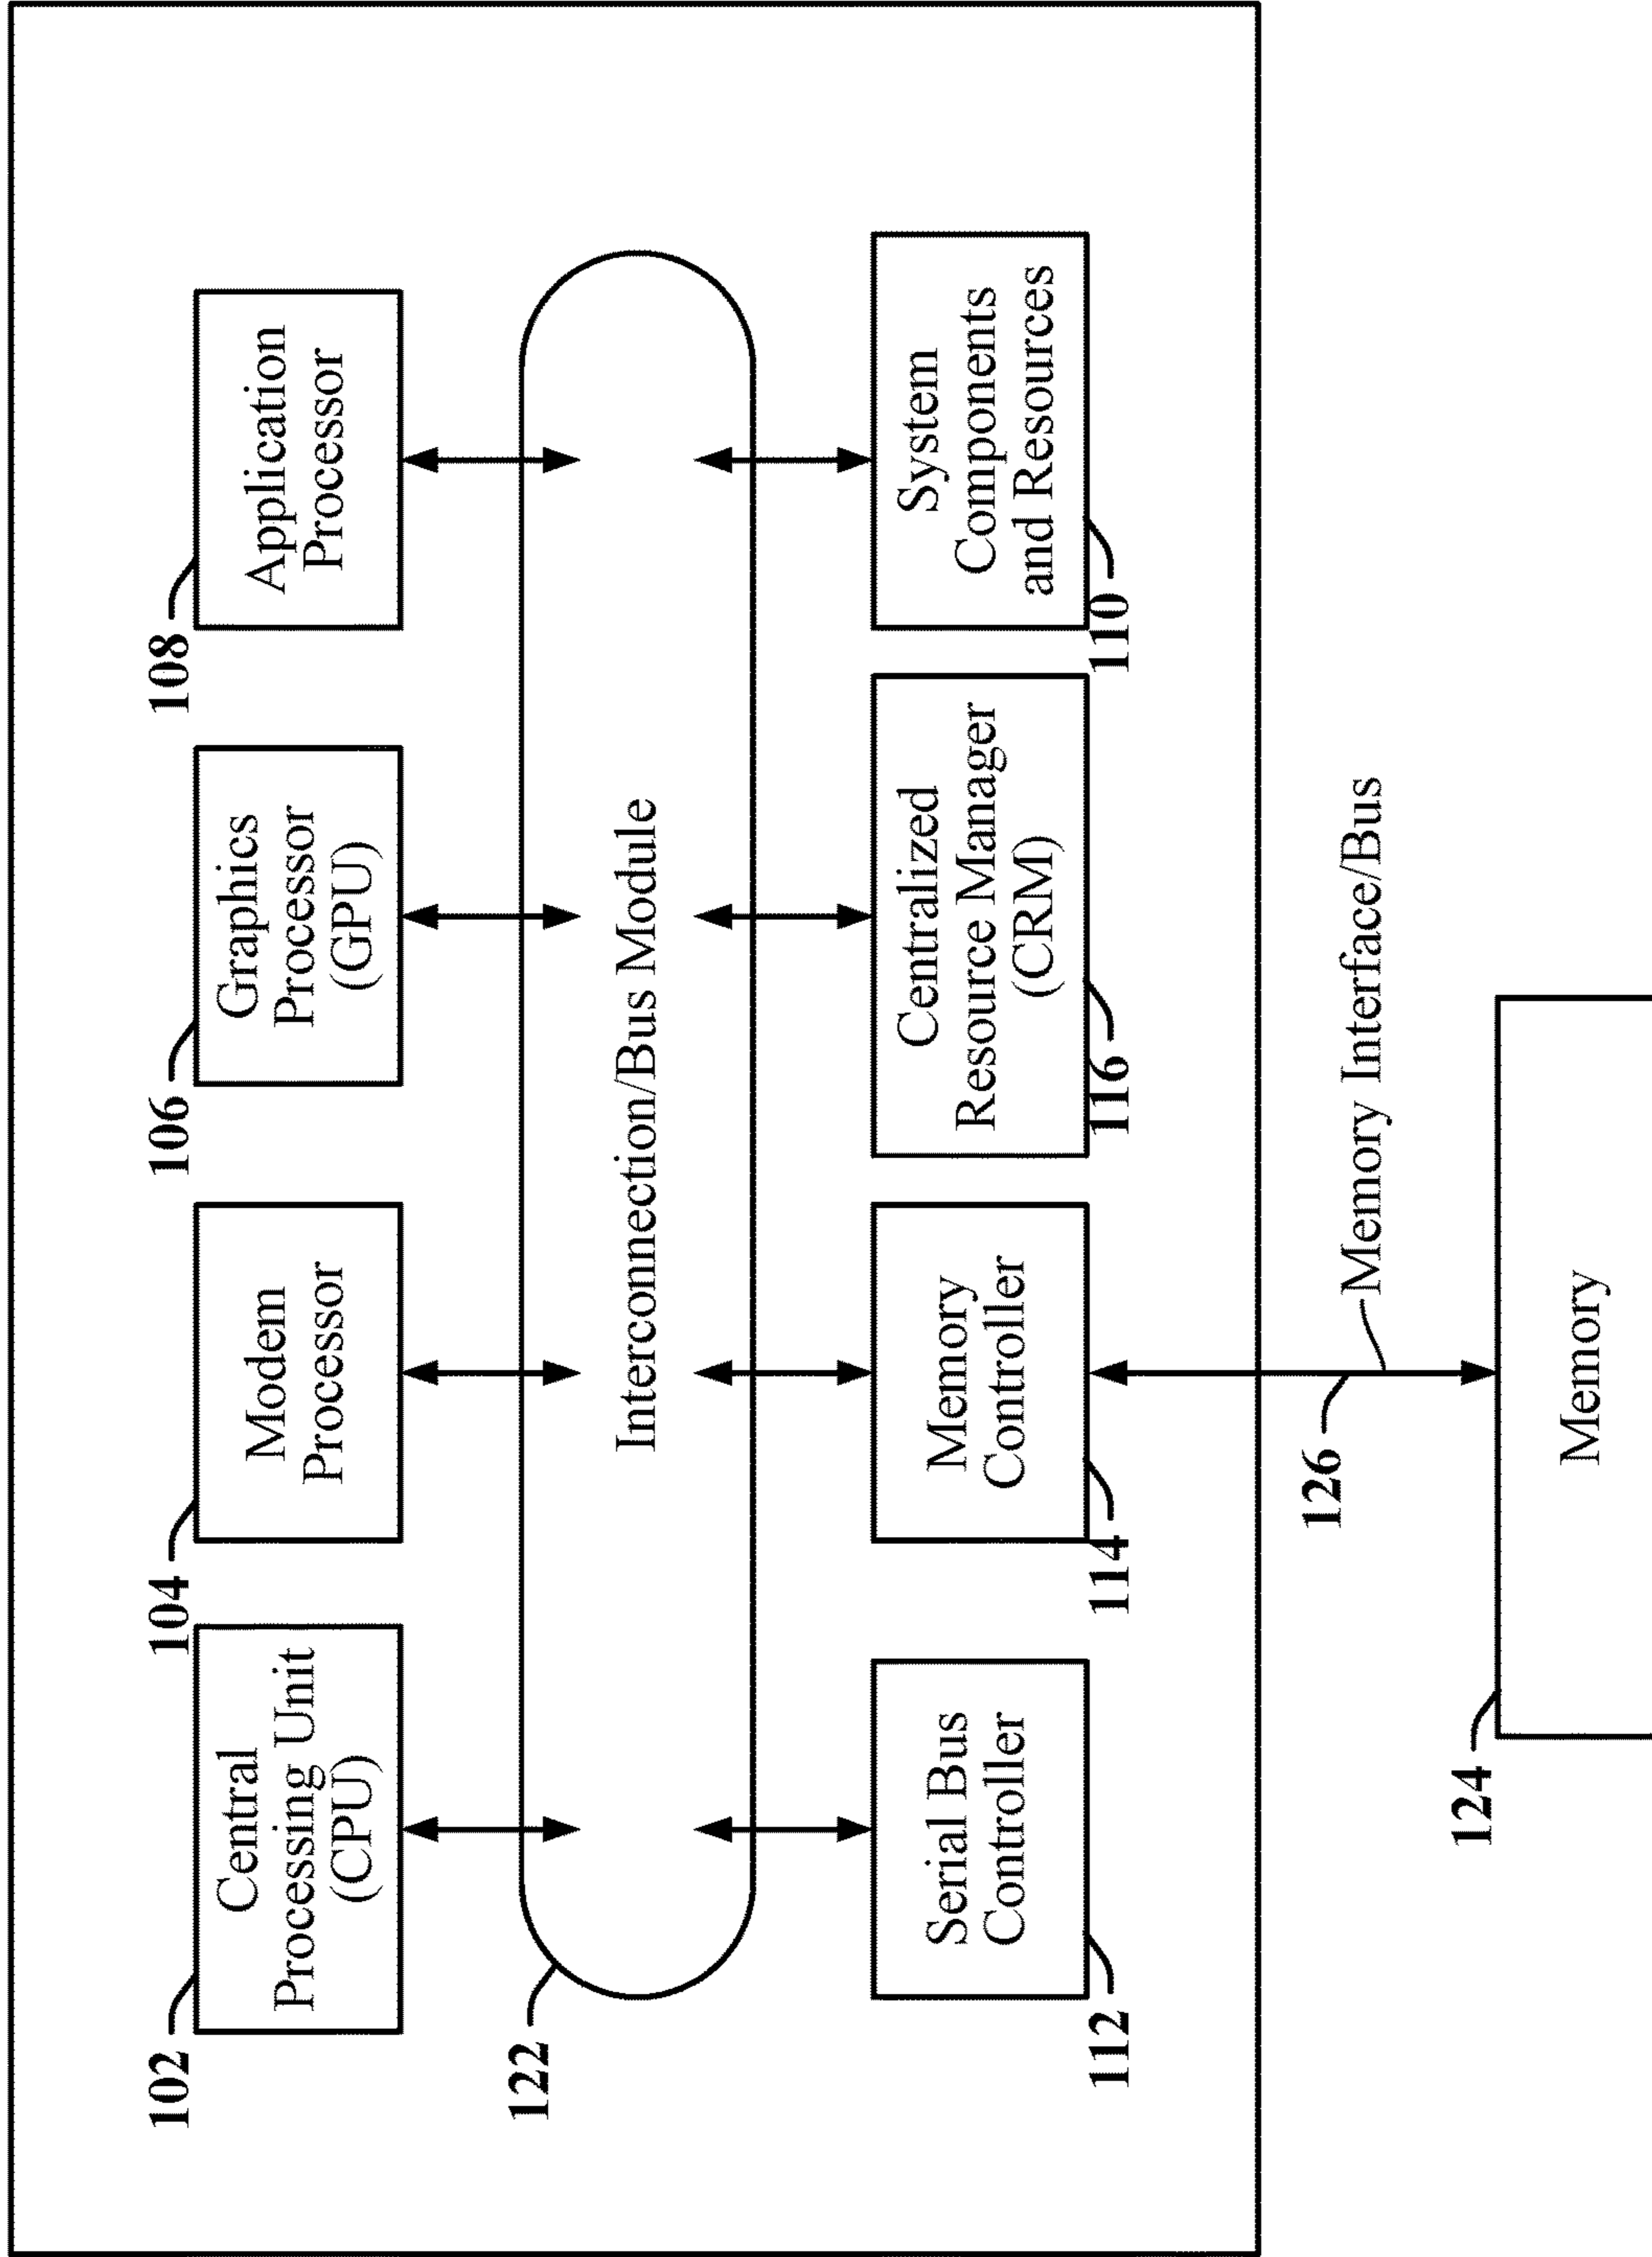 102
Central
Processing Unit
(CPU)
104
Modem
Processor
106
Graphics
Processor
(GPU)
108
Application
Processor
122
Interconnection/Bus Module
112
Serial Bus
Controller
114
Memory
Controller
116
Centralized
Resource Manager
(CRM)
110
System
Components
and Resources
126
Memory Interface/Bus
124
Memory